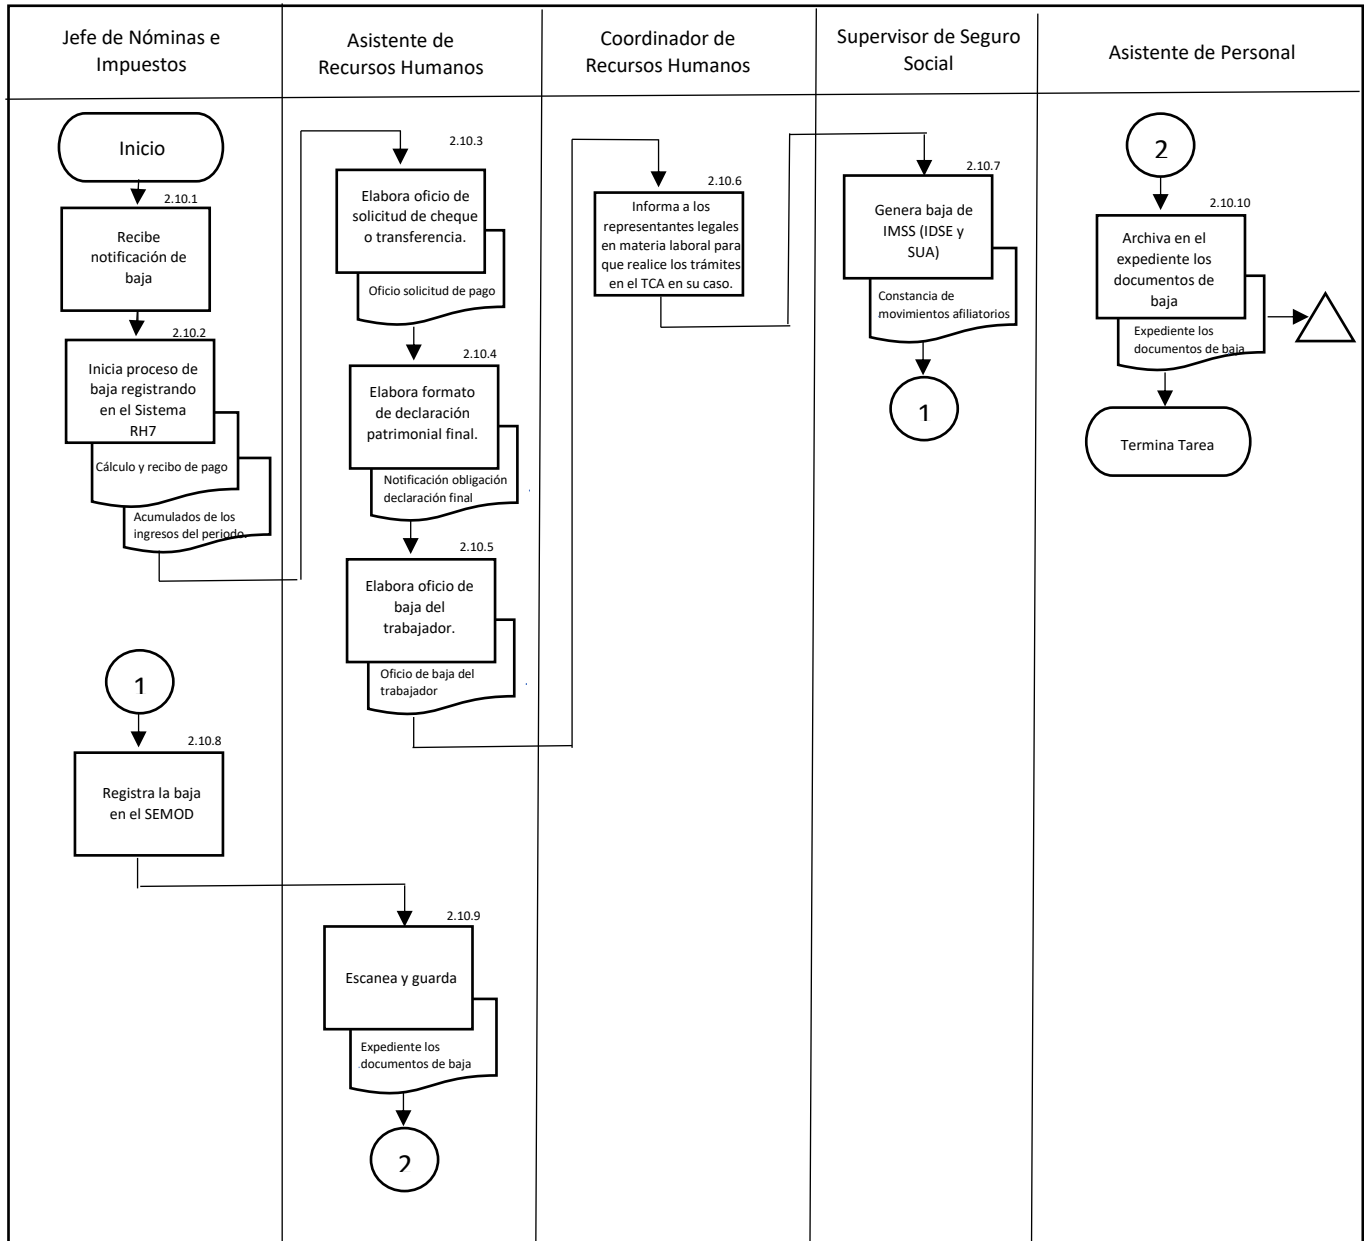 Jefe de Nóminas e
Impuestos
Asistente de
Recursos Humanos
Coordinador de
Recursos Humanos
Supervisor de Seguro
Social
Asistente de Personal
Inicio
2.10.1
Recibe
notificación de
baja
2.10.2
Inicia proceso de
baja registrando
en el Sistema
RH7
Cálculo y recibo de pago
Acumulados de los
ingresos del periodo.
2.10.3
Elabora oficio de
solicitud de cheque
o transferencia.
Oficio solicitud de pago
2.10.4
Elabora formato
de declaración
patrimonial final.
Notificación obligación
declaración final
2.10.5
Elabora oficio de
baja del
trabajador.
Oficio de baja del
trabajador
2.10.6
Informa a los
representantes legales
en materia laboral para
que realice los trámites
en el TCA en su caso.
2.10.7
Genera baja de
IMSS (IDSE y
SUA)
Constancia de
movimientos afiliatorios
1
1
2.10.8
Registra la baja
en el SEMOD
2.10.9
Escanea y guarda
Expediente los
documentos de baja
2
2
2.10.10
Archiva en el
expediente los
documentos de
baja
Expediente los
documentos de baja
Termina Tarea